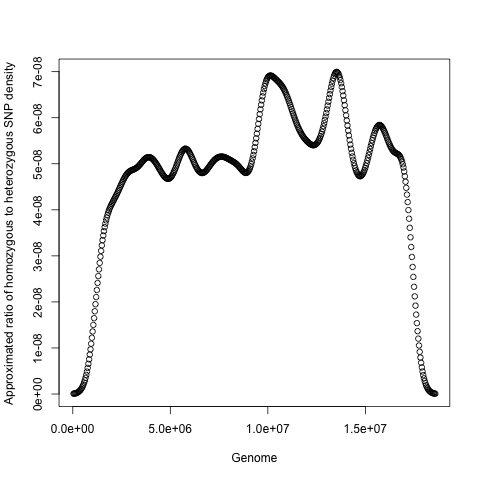 Approximated ratio of homozygous to heterozygous SNP density
7e-08
6e-08
5e-08
4e-08
3e-08
2e-08
1e-08
0e+00
0.0e+00 5.0e+06 1.0e+07 1.5e+07
Genome